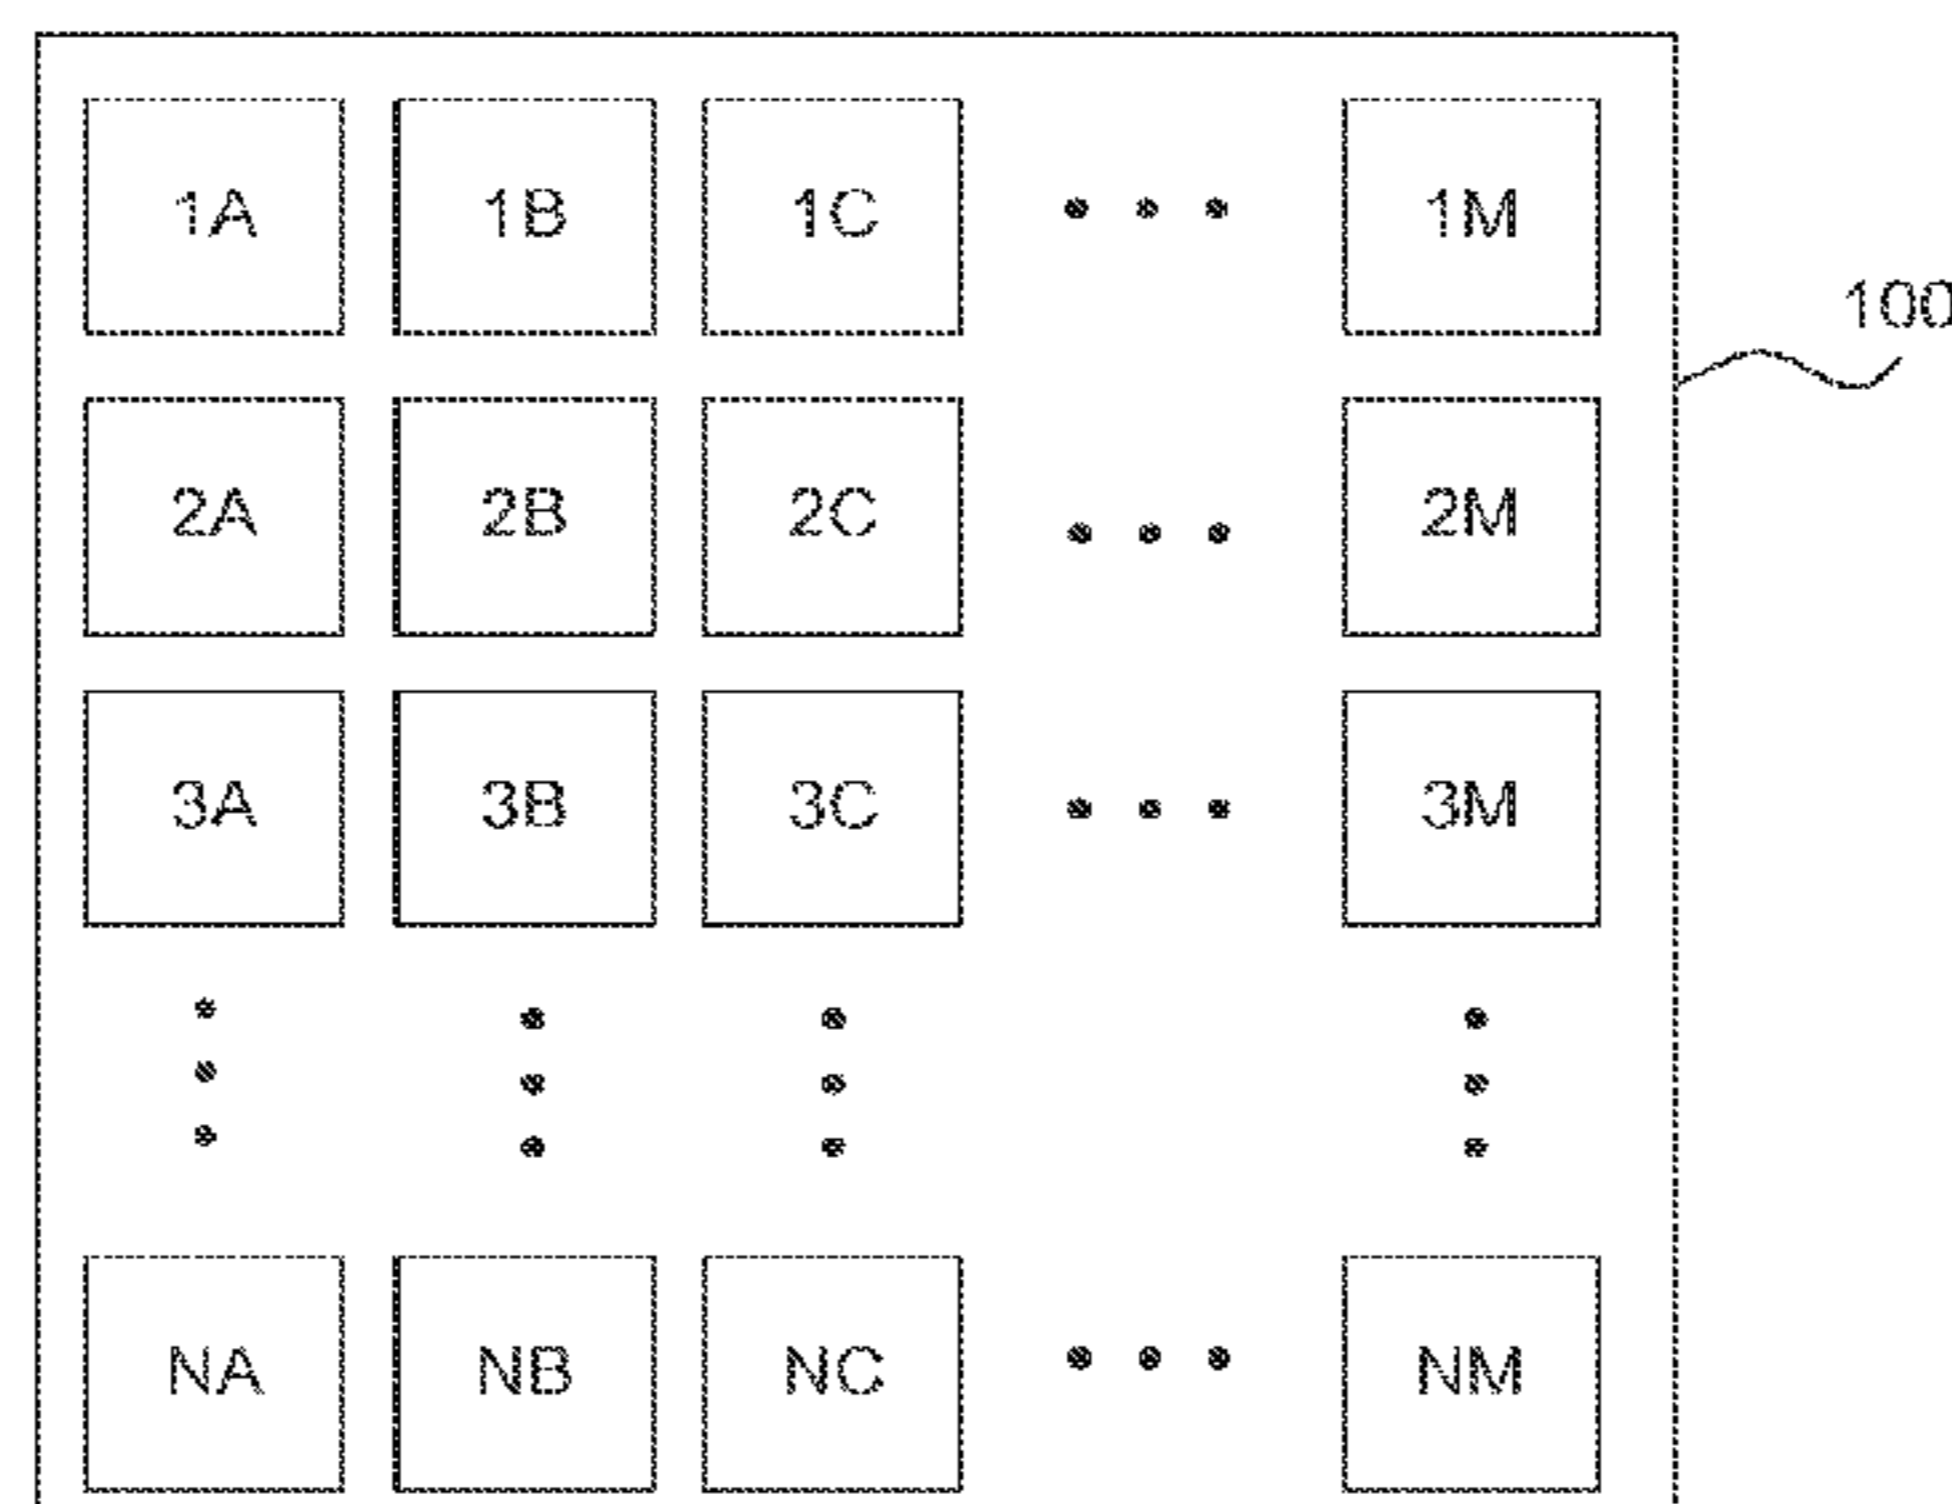 1A 1B 1C • • • 1M
100
2A 2B 2C • • • 2M
3A 3B 3C • • • 3M
NA NB NC • • • NM